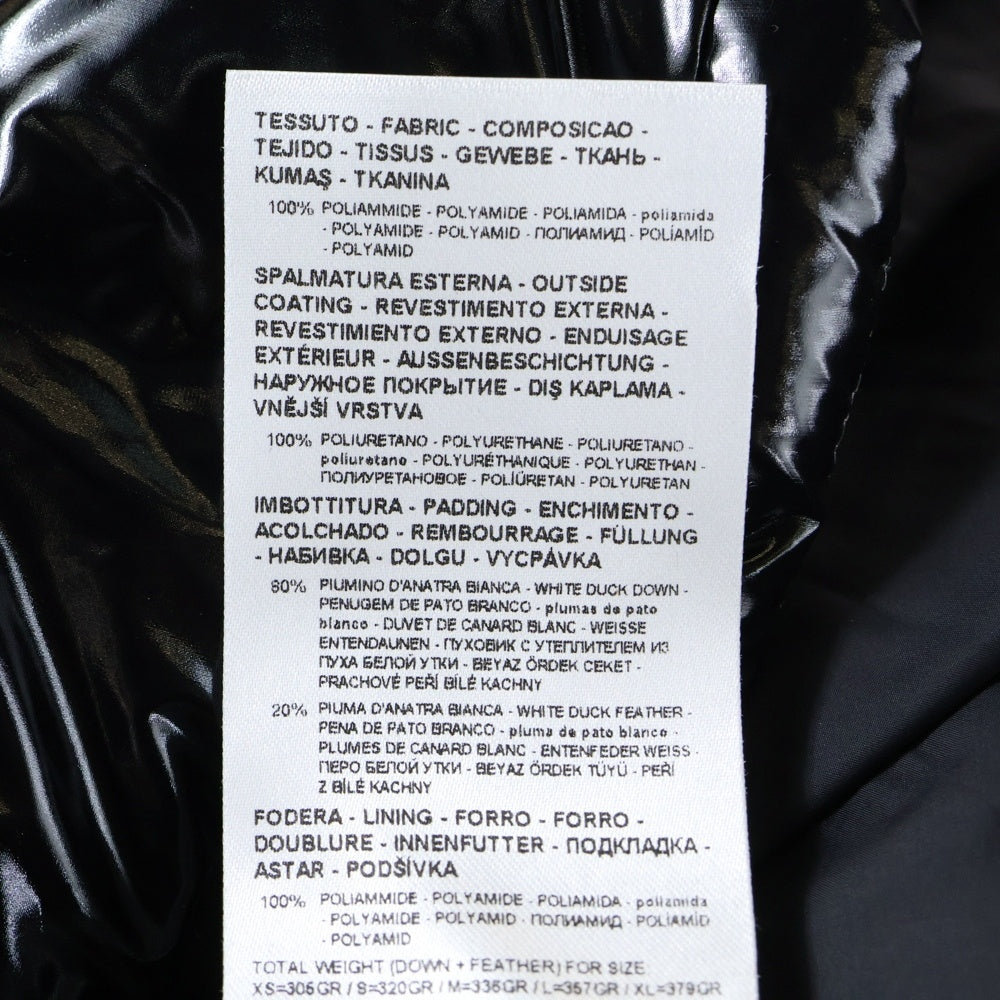 TESSUTO - FABRIC - COMPOSICAO -
TEJIDO - TISSUS - GEWEBE - ТКАНЬ -
KUMAŞ - TKANINA
100% POLIAMMIDE - POLYAMIDE - POLIAMIDA - poliamida
- POLYAMIDE - POLYAMID - ПОЛИАМИД - POLİAMİD
- POLYAMID
SPALMATURA ESTERNA - OUTSIDE
COATING - REVESTIMENTO EXTERNA -
REVESTIMIENTO EXTERNO - ENDUISAGE
EXTÉRIEUR - AUSSENBESCHICHTUNG -
НАРУЖНОЕ ПОКРЫТИЕ - DIŞ KAPLAMA -
VNĚJŠÍ VRSTVA
100% POLIURETANO - POLYURETHANE - POLIURETANO -
poliuretano - POLYURÉTHANIQUE - POLYURETHAN -
ПОЛИУРЕТАНОВОЕ - POLİÜRETAN - POLYURETAN
IMBOTTITURA - PADDING - ENCHIMENTO -
ACOLCHADO - REMBOURRAGE - FÜLLUNG
- НАБИВКА - DOLGU - VYCPÁVKA
80% PIUMINO D'ANATRA BIANCA - WHITE DUCK DOWN -
PENUGEM DE PATO BRANCO - plumas de pato
blanco - DUVET DE CANARD BLANC - WEISSE
ENTENDAUNEN - ПУХОВИК С УТЕПЛИТЕЛЕМ ИЗ
ПУХА БЕЛОЙ УТКИ - BEYAZ ÖRDEK CEKET -
PRACHOVÉ PEŘÍ BÍLÉ KACHNY
20% PIUMA D'ANATRA BIANCA - WHITE DUCK FEATHER -
PENA DE PATO BRANCO - pluma de pato blanco -
PLUMES DE CANARD BLANC - ENTENFEDER WEISS -
ПЕРО БЕЛОЙ УТКИ - BEYAZ ÖRDEK TÜYÜ - PEŘÍ
Z BÍLÉ KACHNY
FODERA - LINING - FORRO - FORRO -
DOUBLURE - INNENFUTTER - ПОДКЛАДКА -
ASTAR - PODŠÍVKA
100% POLIAMMIDE - POLYAMIDE - POLIAMIDA - poliamida
- POLYAMIDE - POLYAMID - ПОЛИАМИД - POLİAMİD
- POLYAMID
TOTAL WEIGHT (DOWN + FEATHER) FOR SIZE:
XS=305GR / S=320GR / M=336GR / L=357GR / XL=379GR